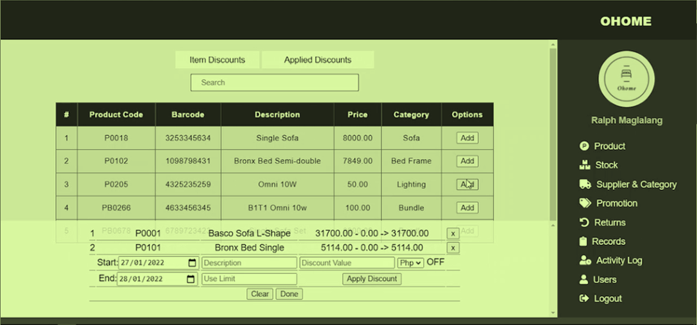 OHOME
Item Discounts Applied Discounts
Search
# Product Code Barcode Description Price Category Options
1 P0018 3253345634 Single Sofa 8000.00 Sofa Add
2 P0102 1098798431 Bronx Bed Semi-double 7849.00 Bed Frame Add
3 P0205 4325235259 Omni 10W 50.00 Lighting Add
4 PB0266 4633456345 B1T1 Omni 10w 100.00 Bundle Add
1 P0001 Basco Sofa L-Shape 31700.00 - 0.00 -> 31700.00 x
2 P0101 Bronx Bed Single 5114.00 - 0.00 -> 5114.00 x
Start: 27/01/2022 Description Discount Value Php OFF
End: 28/01/2022 Use Limit Apply Discount
Clear Done
Ohome
Ralph Maglalang
Product
Stock
Supplier & Category
Promotion
Returns
Records
Activity Log
Users
Logout